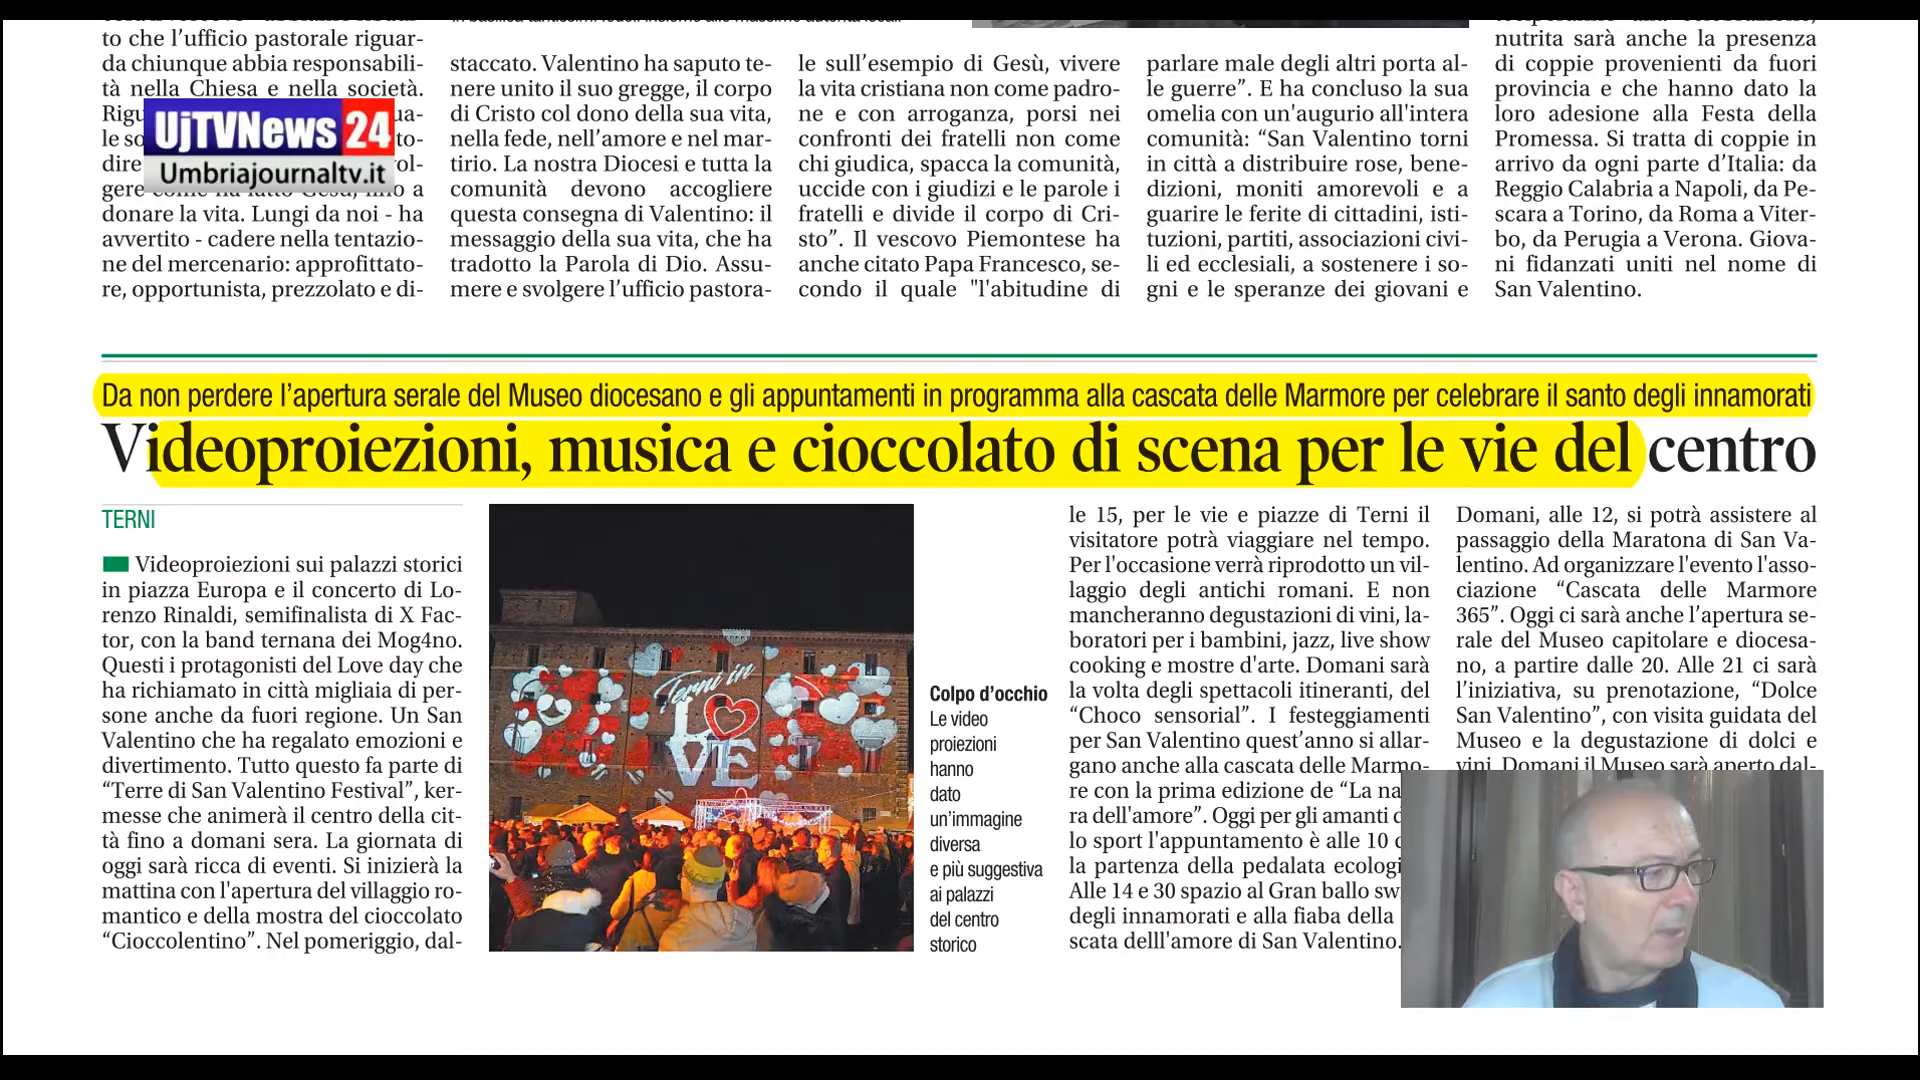 to che l’ufficio pastorale riguar-
da chiunque abbia responsabili-
tà nella Chiesa e nella società.
donare la vita. Lungi da noi - ha
avvertito - cadere nella tentazio-
ne del mercenario: approfittato-
re, opportunista, prezzolato e di-
staccato. Valentino ha saputo te-
nere unito il suo gregge, il corpo
di Cristo col dono della sua vita,
nella fede, nell’amore e nel mar-
tirio. La nostra Diocesi e tutta la
comunità devono accogliere
questa consegna di Valentino: il
messaggio della sua vita, che ha
tradotto la Parola di Dio. Assu-
mere e svolgere l’ufficio pastora-
le sull’esempio di Gesù, vivere
la vita cristiana non come padro-
ne e con arroganza, porsi nei
confronti dei fratelli non come
chi giudica, spacca la comunità,
uccide con i giudizi e le parole i
fratelli e divide il corpo di Cri-
sto”. Il vescovo Piemontese ha
anche citato Papa Francesco, se-
condo il quale "l'abitudine di
parlare male degli altri porta al-
le guerre”. E ha concluso la sua
omelia con un'augurio all'intera
comunità: “San Valentino torni
in città a distribuire rose, bene-
dizioni, moniti amorevoli e a
guarire le ferite di cittadini, isti-
tuzioni, partiti, associazioni civi-
li ed ecclesiali, a sostenere i so-
gni e le speranze dei giovani e
nutrita sarà anche la presenza
di coppie provenienti da fuori
provincia e che hanno dato la
loro adesione alla Festa della
Promessa. Si tratta di coppie in
arrivo da ogni parte d’Italia: da
Reggio Calabria a Napoli, da Pe-
scara a Torino, da Roma a Viter-
bo, da Perugia a Verona. Giova-
ni fidanzati uniti nel nome di
San Valentino.
UjTVNews 24
Umbriajournaltv.it
Da non perdere l’apertura serale del Museo diocesano e gli appuntamenti in programma alla cascata delle Marmore per celebrare il santo degli innamorati
Videoproiezioni, musica e cioccolato di scena per le vie del centro
TERNI
Videoproiezioni sui palazzi storici
in piazza Europa e il concerto di Lo-
renzo Rinaldi, semifinalista di X Fac-
tor, con la band ternana dei Mog4no.
Questi i protagonisti del Love day che
ha richiamato in città migliaia di per-
sone anche da fuori regione. Un San
Valentino che ha regalato emozioni e
divertimento. Tutto questo fa parte di
“Terre di San Valentino Festival”, ker-
messe che animerà il centro della cit-
tà fino a domani sera. La giornata di
oggi sarà ricca di eventi. Si inizierà la
mattina con l'apertura del villaggio ro-
mantico e della mostra del cioccolato
“Cioccolentino”. Nel pomeriggio, dal-
Terni in
LOVE
Colpo d’occhio
Le video
proiezioni
hanno
dato
un’immagine
diversa
e più suggestiva
ai palazzi
del centro
storico
le 15, per le vie e piazze di Terni il
visitatore potrà viaggiare nel tempo.
Per l'occasione verrà riprodotto un vil-
laggio degli antichi romani. E non
mancheranno degustazioni di vini, la-
boratori per i bambini, jazz, live show
cooking e mostre d'arte. Domani sarà
la volta degli spettacoli itineranti, del
“Choco sensorial”. I festeggiamenti
per San Valentino quest’anno si allar-
gano anche alla cascata delle Marmo-
re con la prima edizione de “La
ra dell'amore”. Oggi per gli amanti
lo sport l'appuntamento è alle 10
la partenza della pedalata
Alle 14 e 30 spazio al Gran ballo
degli innamorati e alla fiaba della
scata delll'amore di San Valentino.
Domani, alle 12, si potrà assistere al
passaggio della Maratona di San Va-
lentino. Ad organizzare l'evento l'asso-
ciazione “Cascata delle Marmore
365”. Oggi ci sarà anche l’apertura se-
rale del Museo capitolare e diocesa-
no, a partire dalle 20. Alle 21 ci sarà
l’iniziativa, su prenotazione, “Dolce
San Valentino”, con visita guidata del
Museo e la degustazione di dolci e
vini. Domani il Museo sarà aperto dal-